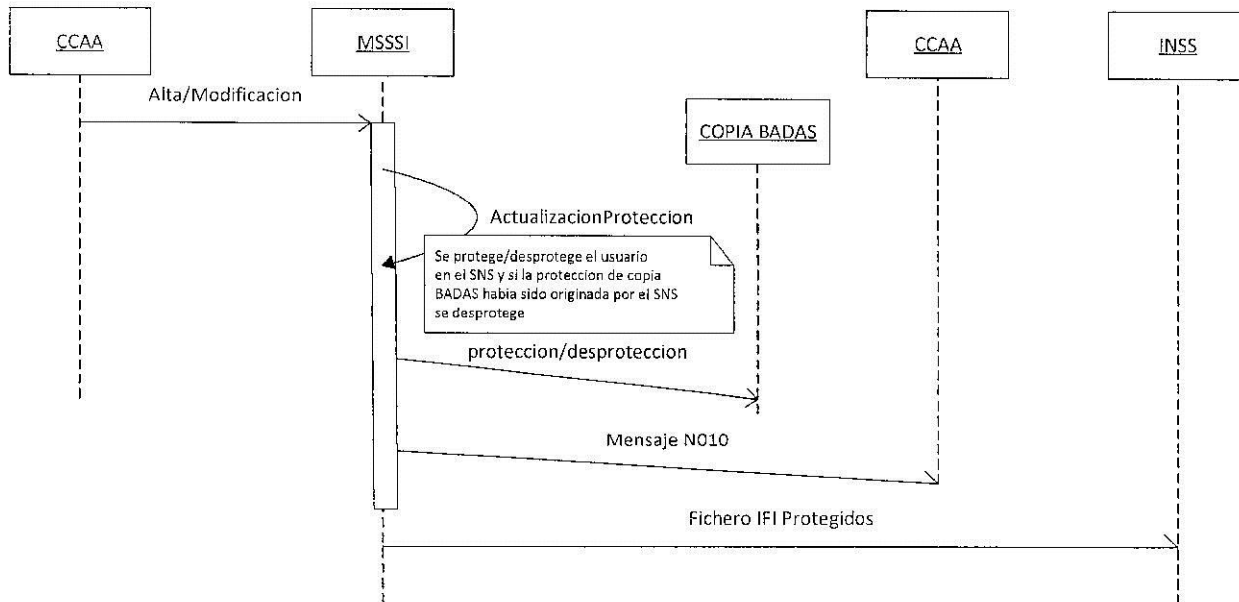 CCAA
MSSSI
CCAA
INSS
Alta/Modificacion
COPIA BADAS
ActualizacionProteccion
Se protege/desprotege el usuario
en el SNS y si la proteccion de copia
BADAS habia sido originada por el SNS
se desprotege
proteccion/desproteccion
Mensaje N010
Fichero IFI Protegidos